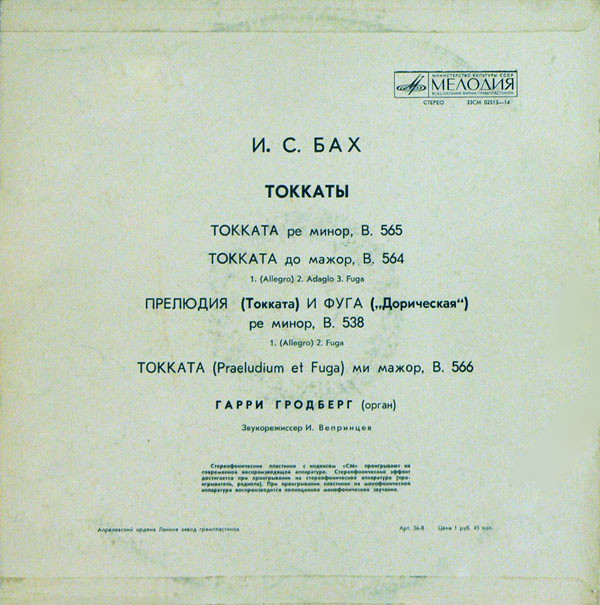 МИНИСТЕРСТВО КУЛЬТУРЫ СССР
МЕЛОДИЯ
ВСЕСОЮЗНАЯ ФИРМА ГРАМПЛАСТИНОК
СТЕРЕО 33СМ 02513—14
И. С. БАХ
ТОККАТЫ
ТОККАТА ре минор, В. 565
ТОККАТА до мажор, В. 564
1. (Allegro) 2. Adagio 3. Fuga
ПРЕЛЮДИЯ (Токката) И ФУГА („Дорическая“)
ре минор, В. 538
1. (Allegro) 2. Fuga
ТОККАТА (Praeludium et Fuga) ми мажор, В. 566
ГАРРИ ГРОДБЕРГ (орган)
Звукорежиссер И. Вепринцев
Стереофонические пластинки с индексом «СМ» проигрывают на
современной воспроизводящей аппаратуре. Стереофонический эффект
достигается при проигрывании на стереофонической аппаратуре (про-
игрыватель, радиола). При проигрывании пластинки на монофонической
аппаратуре воспроизводится полноценное монофоническое звучание.
Апрелевский ордена Ленина завод грампластинок Арт. 36-8 Цена 1 руб. 45 коп.